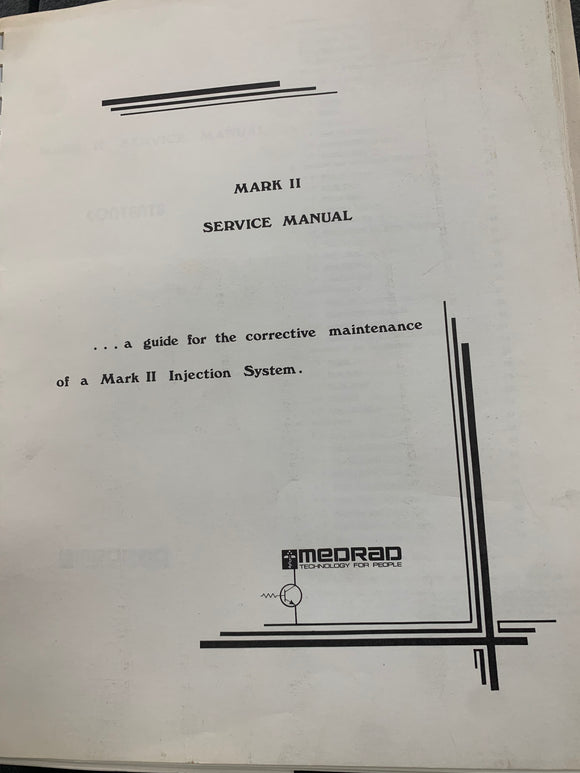 MARK II
SERVICE MANUAL
...a guide for the corrective maintenance
of a Mark II Injection System.
MEDRAD
TECHNOLOGY FOR PEOPLE